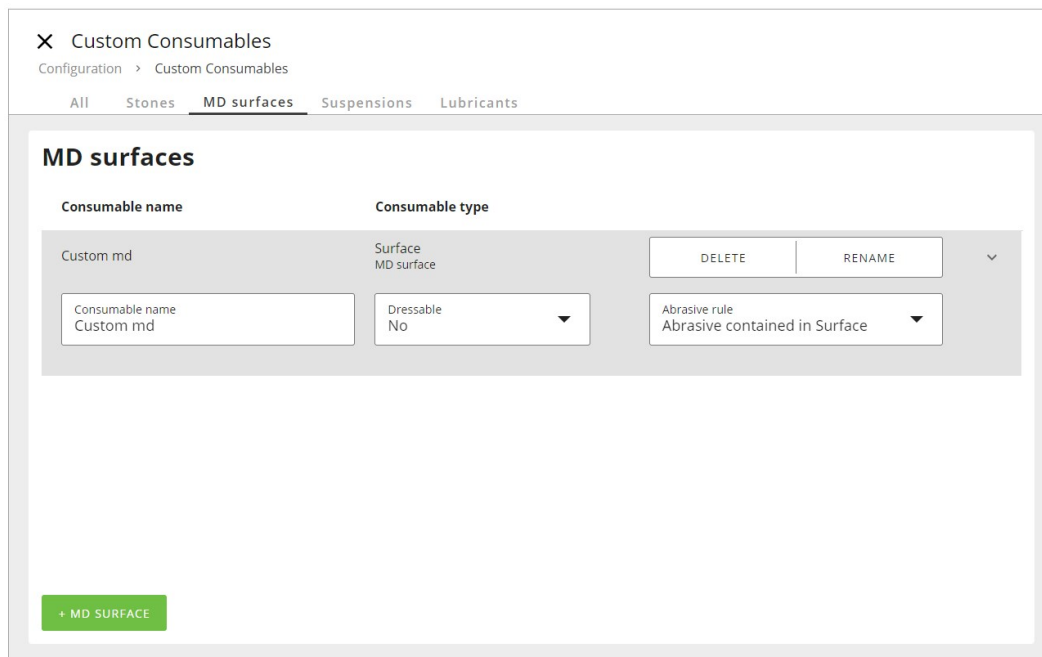 Custom Consumables
Configuration > Custom Consumables
All Stones MD surfaces Suspensions Lubricants
MD surfaces
Consumable name Consumable type
Custom md
Surface
MD surface
DELETE RENAME
Consumable name
Custom md
Dressable
No
Abrasive rule
Abrasive contained in Surface
+ MD SURFACE